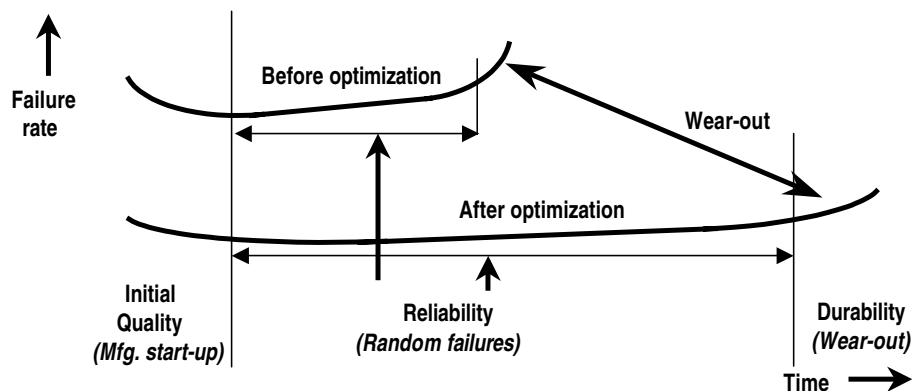 Before optimization
Failure
rate
Wear-out
After optimization
Initial
Quality
(Mfg. start-up)
Reliability
(Random failures)
Durability
(Wear-out)
Time